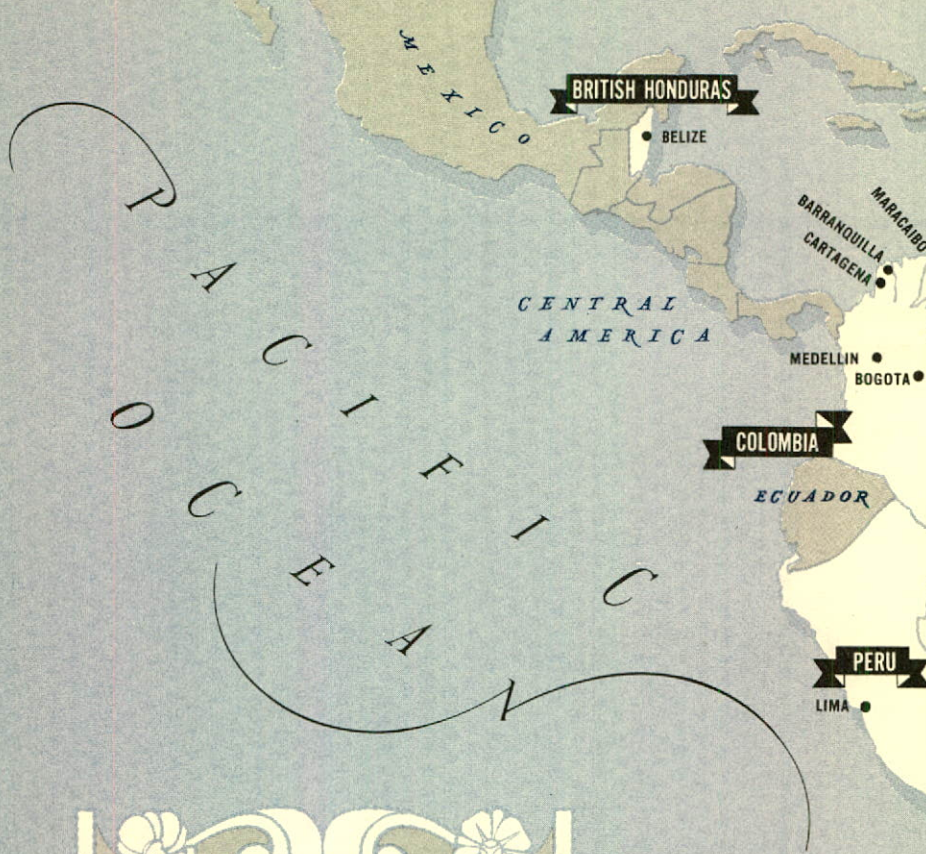 MEXICO
BRITISH HONDURAS
BELIZE
MARACAIBO
BARRANQUILLA
CARTAGENA
PACIFIC
OCEAN
CENTRAL
AMERICA
MEDELLIN
BOGOTA
COLOMBIA
ECUADOR
PERU
LIMA